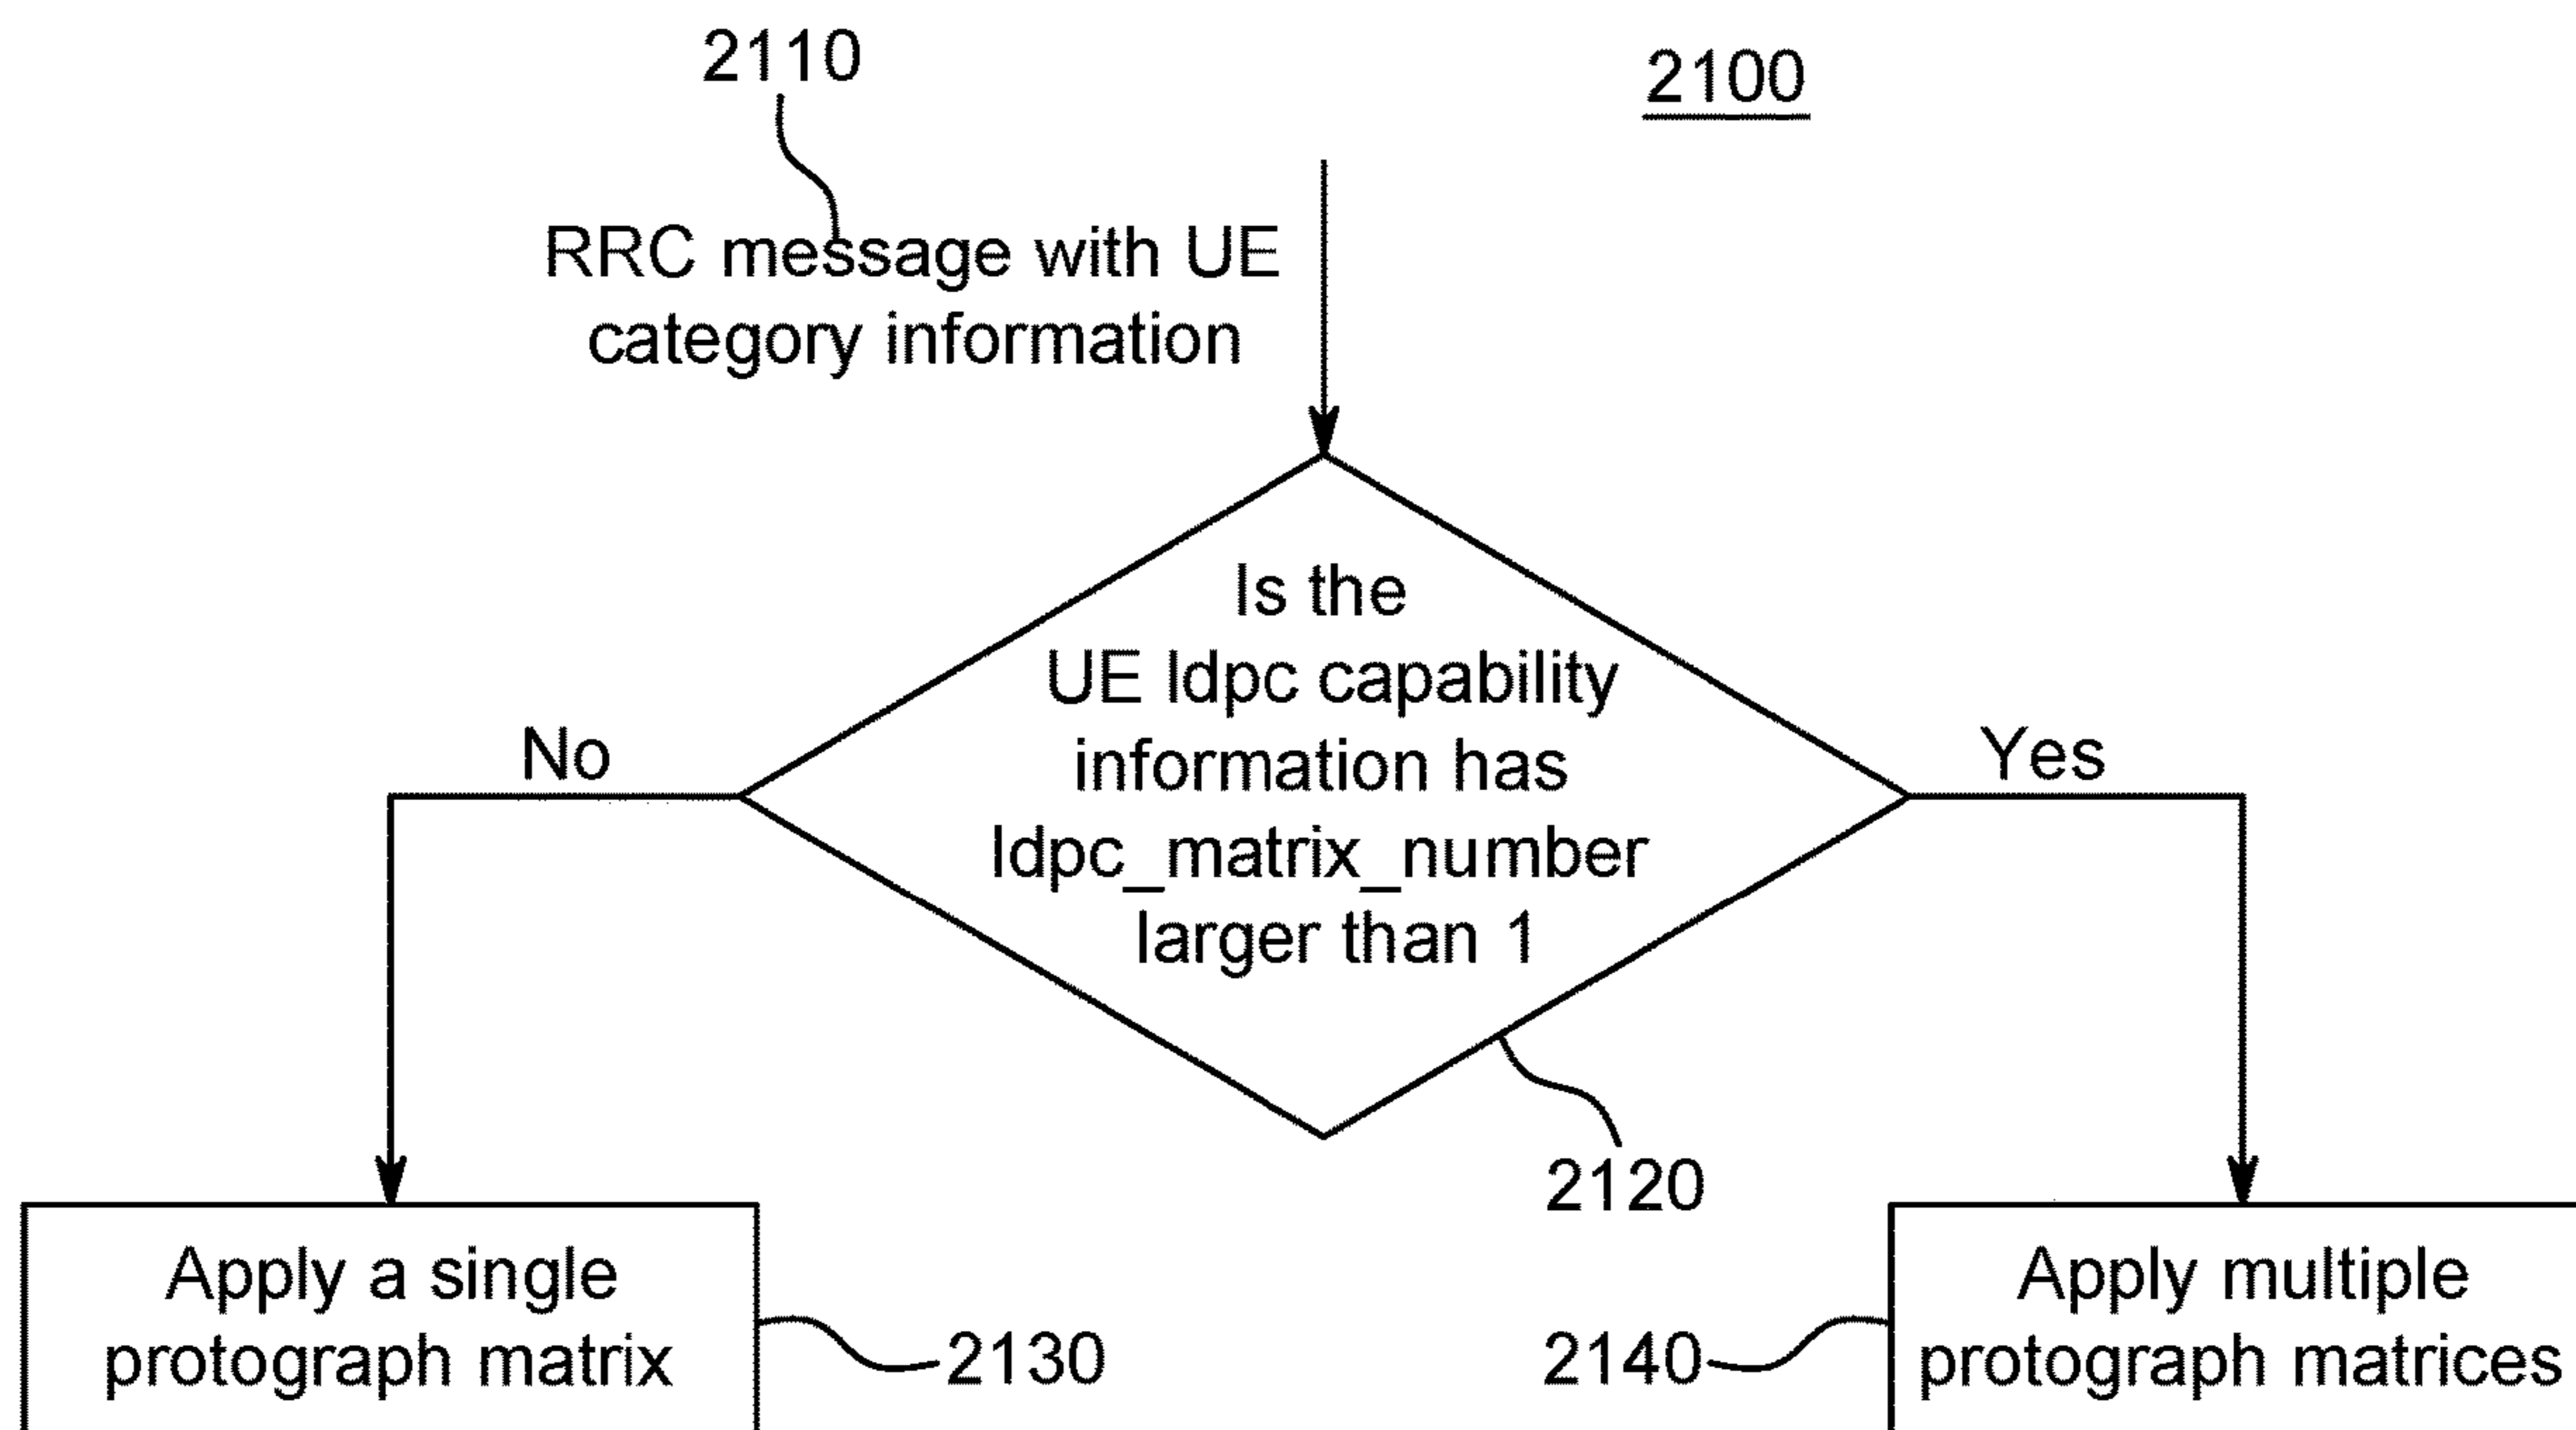 2110
2100
RRC message with UE
category information
Is the
UE ldpc capability
information has
ldpc_matrix_number
larger than 1
No
Yes
2120
Apply a single
protograph matrix
2130
2140
Apply multiple
protograph matrices